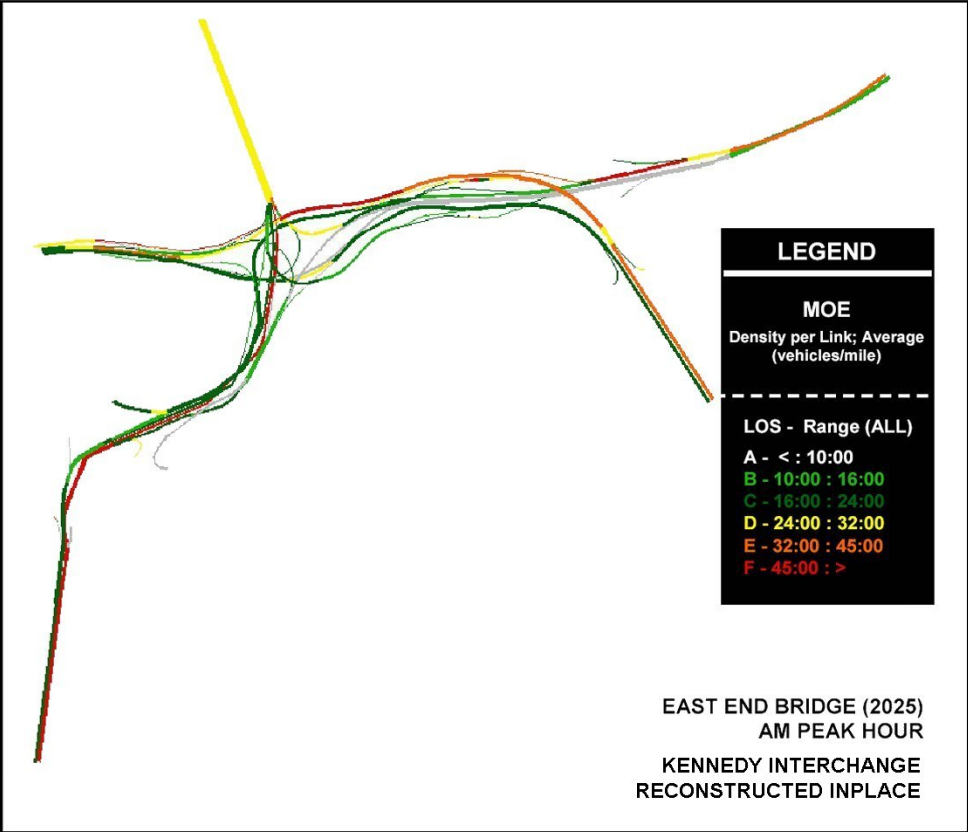 LEGEND
MOE
Density per Link; Average
(vehicles/mile)
LOS - Range (ALL)
A - < : 10:00
B - 10:00 : 16:00
C - 16:00 : 24:00
D - 24:00 : 32:00
E - 32:00 : 45:00
F - 45:00 : >
EAST END BRIDGE (2025)
AM PEAK HOUR
KENNEDY INTERCHANGE
RECONSTRUCTED INPLACE